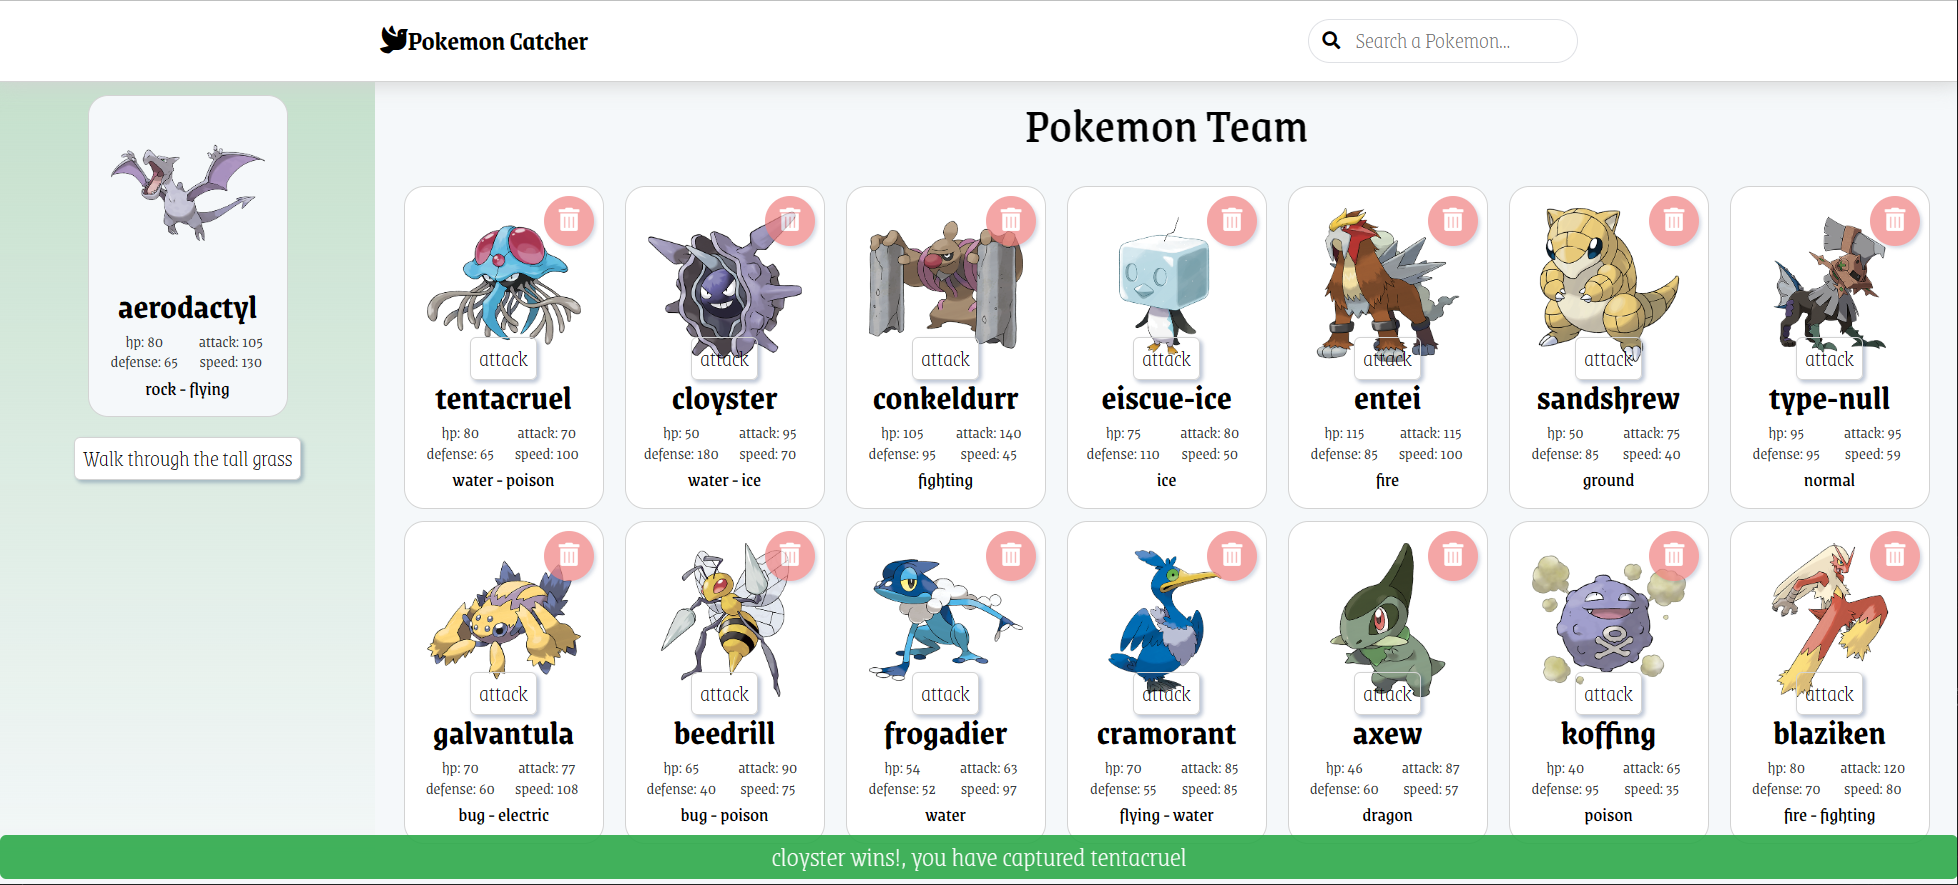 Pokemon Catcher
Search a Pokemon...
aerodactyl
hp: 80 attack: 105
defense: 65 speed: 130
rock - flying
Walk through the tall grass
Pokemon Team
attack
tentacruel
hp: 80 attack: 70
defense: 65 speed: 100
water - poison
attack
cloyster
hp: 50 attack: 95
defense: 180 speed: 70
water - ice
attack
conkeldurr
hp: 105 attack: 140
defense: 95 speed: 45
fighting
attack
eiscue-ice
hp: 75 attack: 80
defense: 110 speed: 50
ice
attack
entei
hp: 115 attack: 115
defense: 85 speed: 100
fire
attack
sandshrew
hp: 50 attack: 75
defense: 85 speed: 40
ground
attack
type-null
hp: 95 attack: 95
defense: 95 speed: 59
normal
attack
galvantula
hp: 70 attack: 77
defense: 60 speed: 108
bug - electric
attack
beedrill
hp: 65 attack: 90
defense: 40 speed: 75
bug - poison
attack
frogadier
hp: 54 attack: 63
defense: 52 speed: 97
water
attack
cramorant
hp: 70 attack: 85
defense: 55 speed: 85
flying - water
attack
axew
hp: 46 attack: 87
defense: 60 speed: 57
dragon
attack
koffing
hp: 40 attack: 65
defense: 95 speed: 35
poison
attack
blaziken
hp: 80 attack: 120
defense: 70 speed: 80
fire - fighting
cloyster wins!, you have captured tentacruel